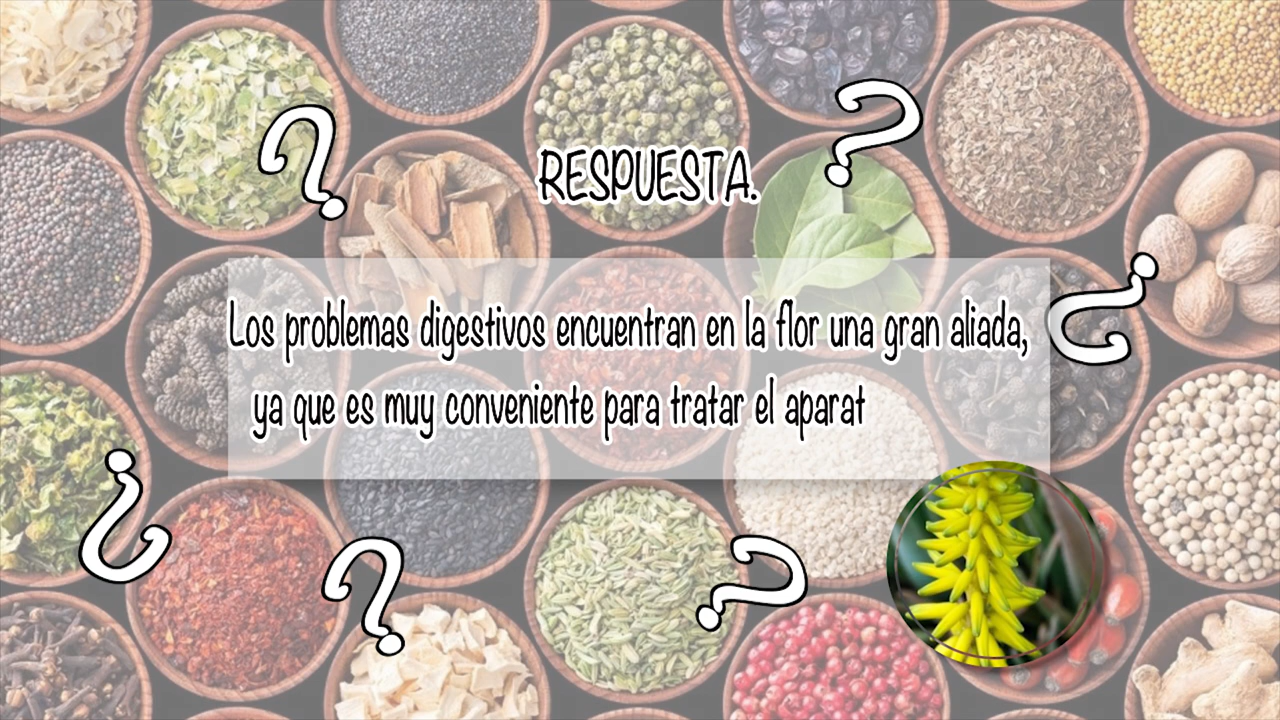 RESPUESTA.
Los problemas digestivos encuentran en la flor una gran aliada,
ya que es muy conveniente para tratar el aparat